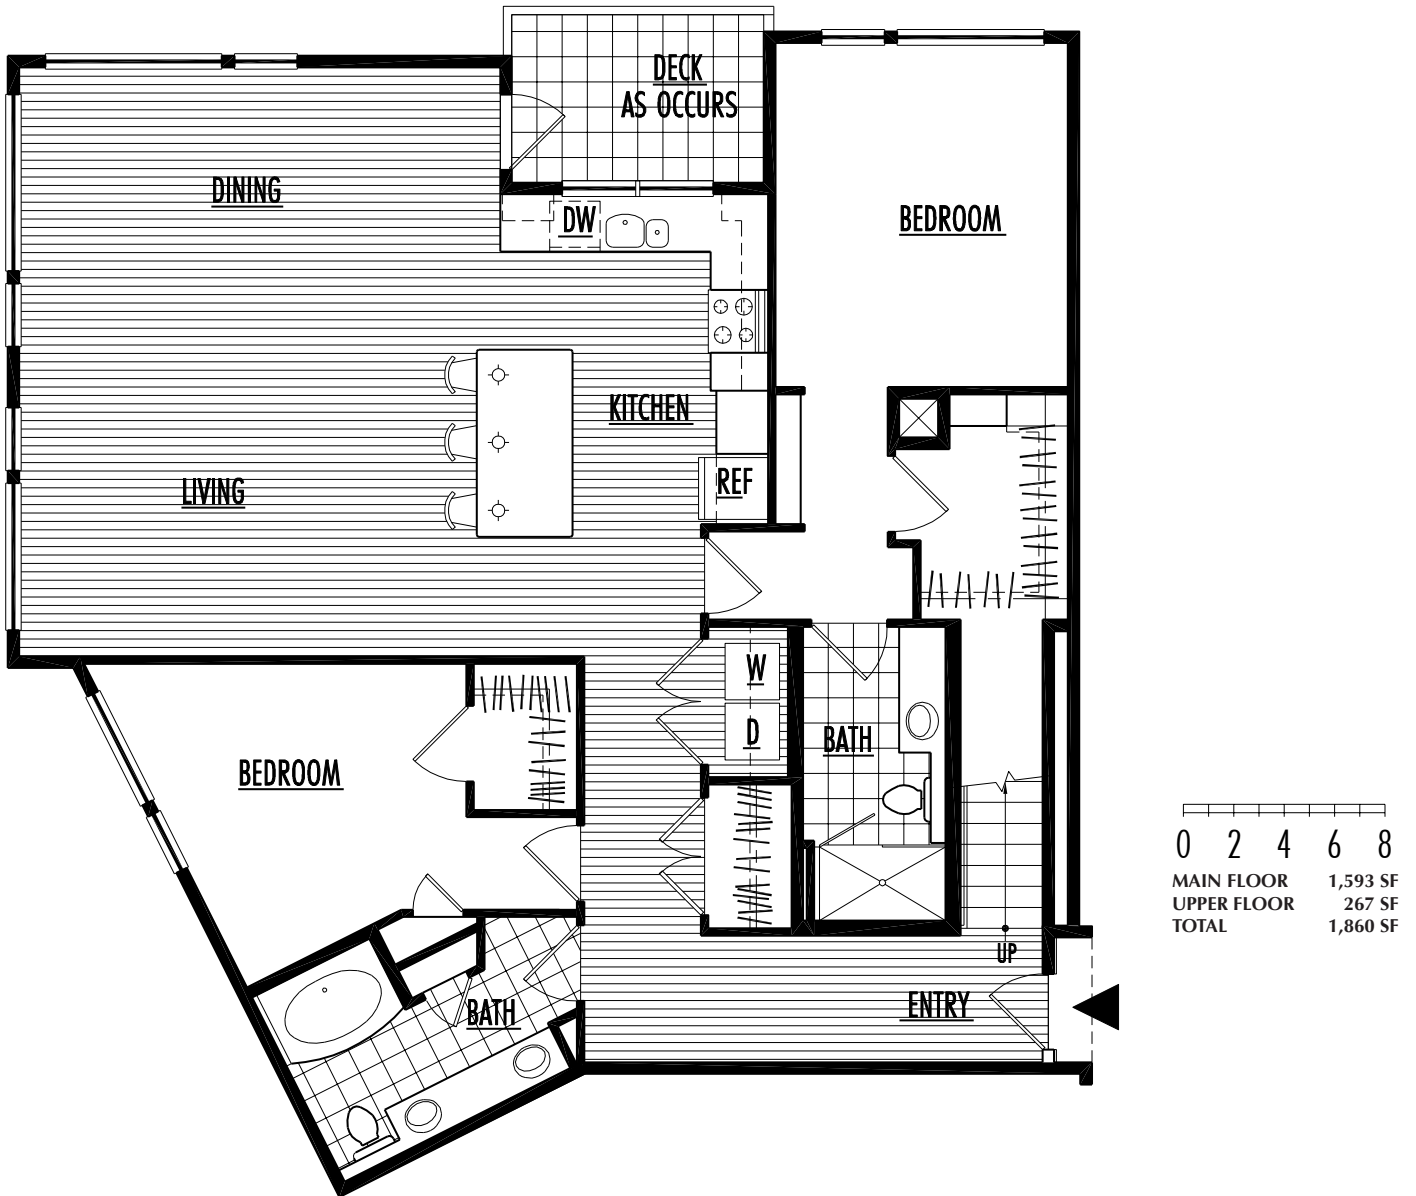 DECK
AS OCCURS
DINING
DW
BEDROOM
KITCHEN
REF
LIVING
W
D
BATH
BEDROOM
UP
ENTRY
BATH
0 2 4 6 8
MAIN FLOOR 1,593 SF
UPPER FLOOR 267 SF
TOTAL 1,860 SF